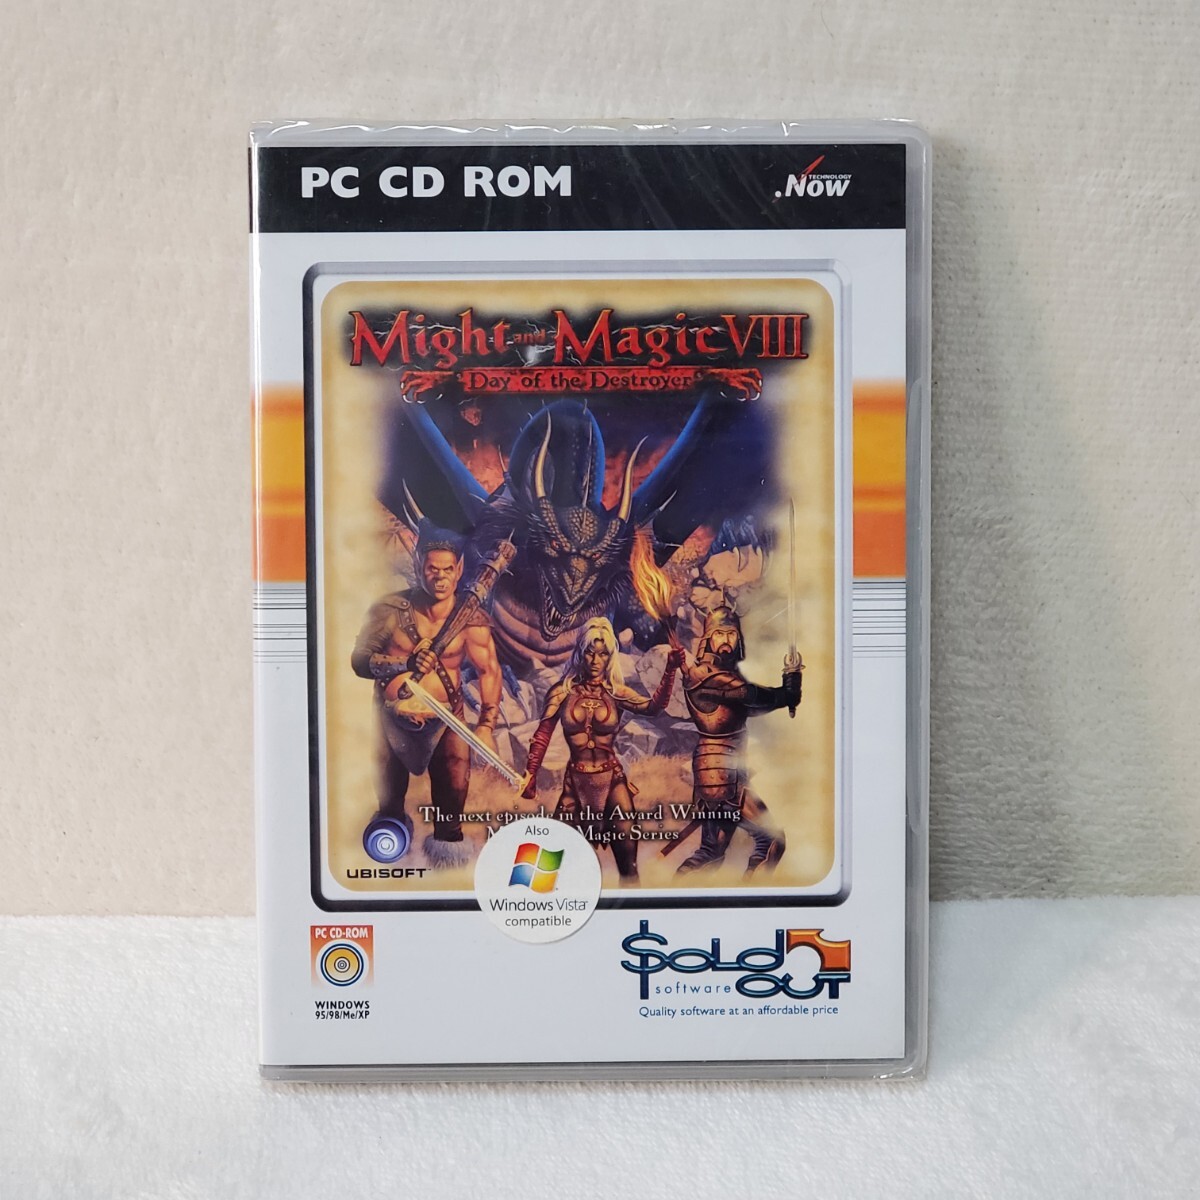 PC CD ROM
TECHNOLOGY
.Now
Might and Magic VIII
Day of the Destroyer
The next episode in the Award Winning
Magic Series
UBISOFT
Also
Windows Vista
compatible
PC CD-ROM
WINDOWS
95/98/Me/XP
SOLD
software OUT
Quality software at an affordable price